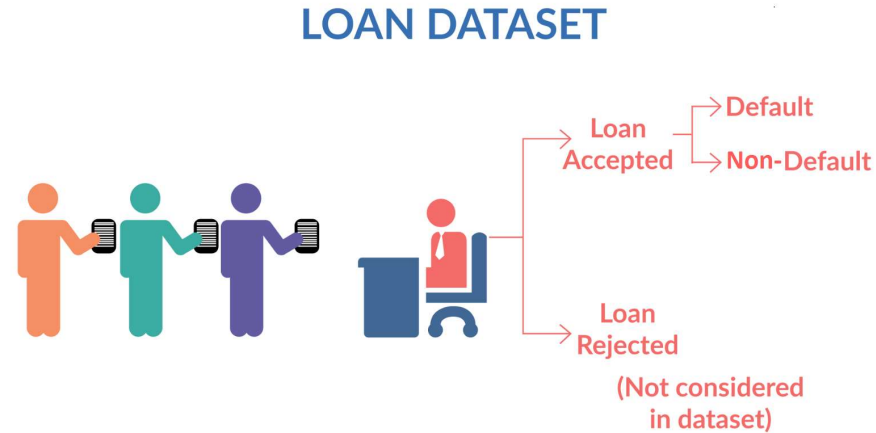 LOAN DATASET
Loan
Accepted
Default
Non-Default
Loan
Rejected
(Not considered
in dataset)